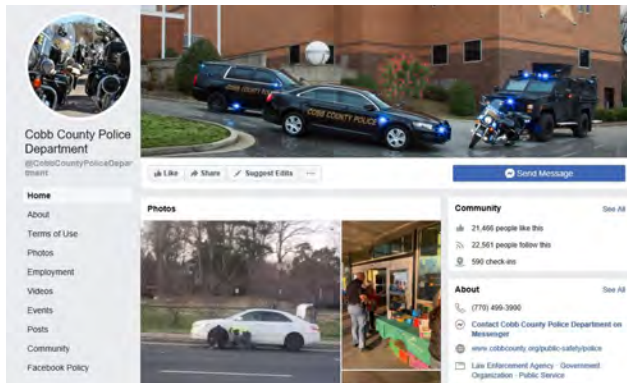 Cobb County Police
Department
@CobbCountyPoliceDepar
tment
Home
About
Terms of Use
Photos
Employment
Videos
Events
Posts
Community
Facebook Policy
COBB COUNTY POLICE
Like
Share
Suggest Edits
...
Send Message
Photos
Community
See All
21,466 people like this
22,561 people follow this
590 check-ins
About
See All
(770) 499-3900
Contact Cobb County Police Department on
Messenger
www.cobbcounty.org/public-safety/police
Law Enforcement Agency · Government
Organization · Public Service